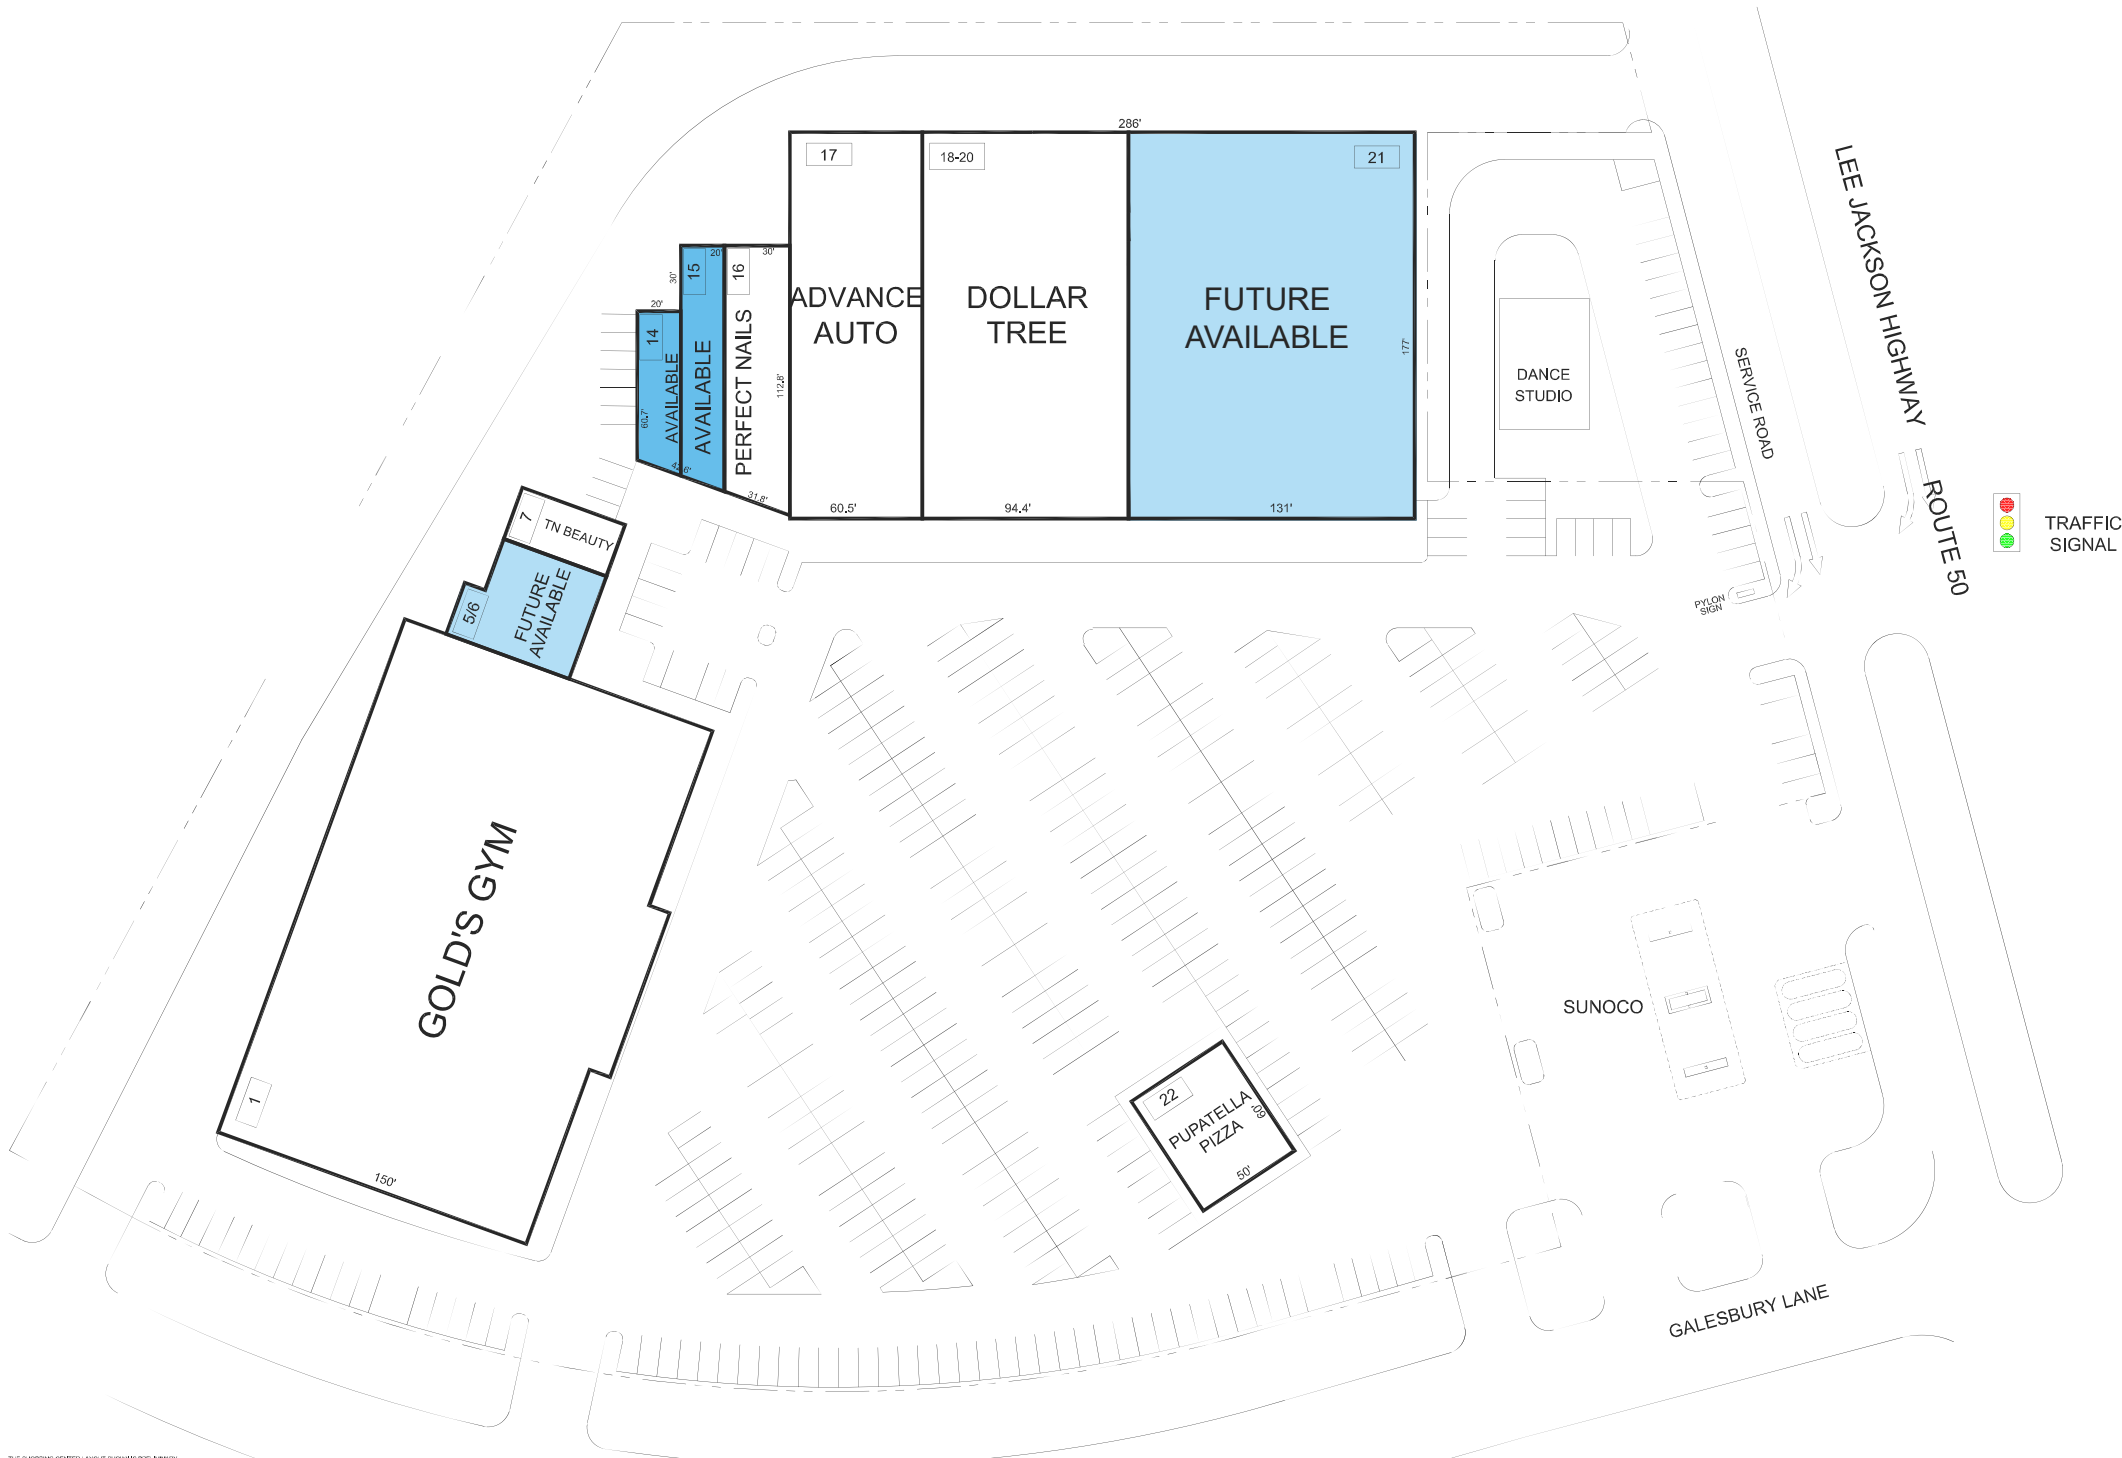 286'
17
18-20
21
ADVANCE
AUTO
DOLLAR
TREE
FUTURE
AVAILABLE
177'
60.5'
94.4'
131'
20'
30'
15
AVAILABLE
16
30'
PERFECT NAILS
112.8'
31.8'
20'
14
AVAILABLE
60.7'
42.6'
7
TN BEAUTY
5/6
FUTURE
AVAILABLE
GOLD'S GYM
1
150'
DANCE
STUDIO
SERVICE ROAD
LEE JACKSON HIGHWAY
ROUTE 50
TRAFFIC
SIGNAL
PYLON
SIGN
22
PUPATELLA
PIZZA
60'
50'
SUNOCO
GALESBURY LANE